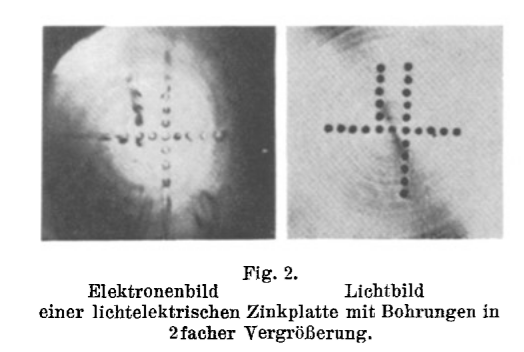 Fig. 2.
Elektronenbild Lichtbild
einer lichtelektrischen Zinkplatte mit Bohrungen in
2facher Vergrößerung.